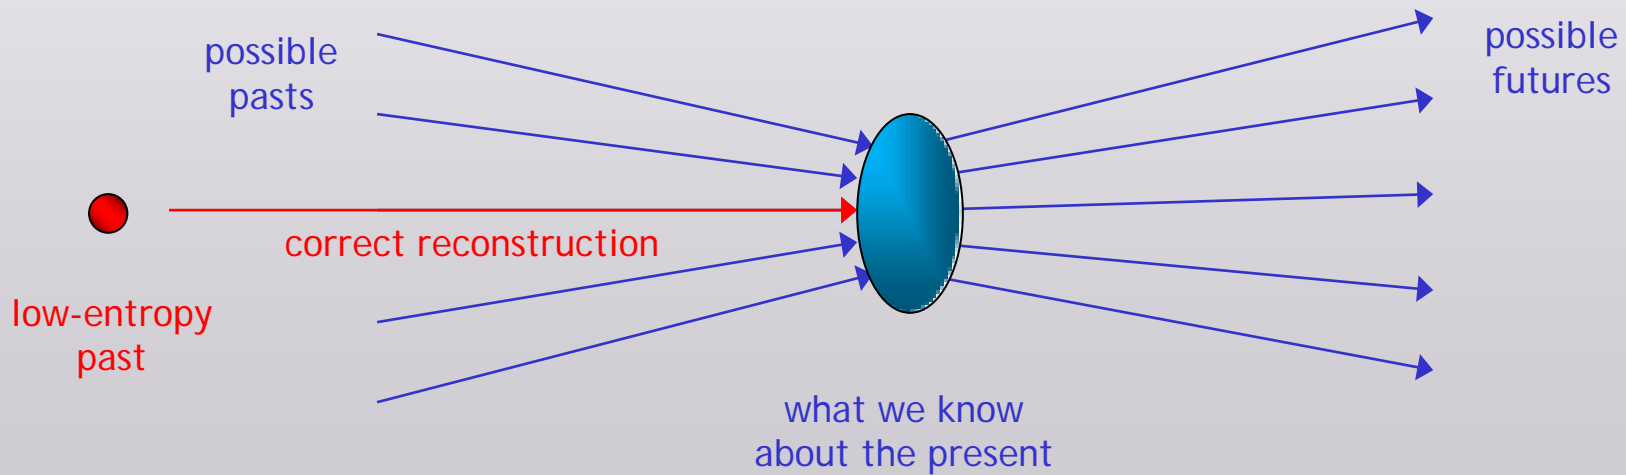 possible
pasts
possible
futures
correct reconstruction
low-entropy
past
what we know
about the present